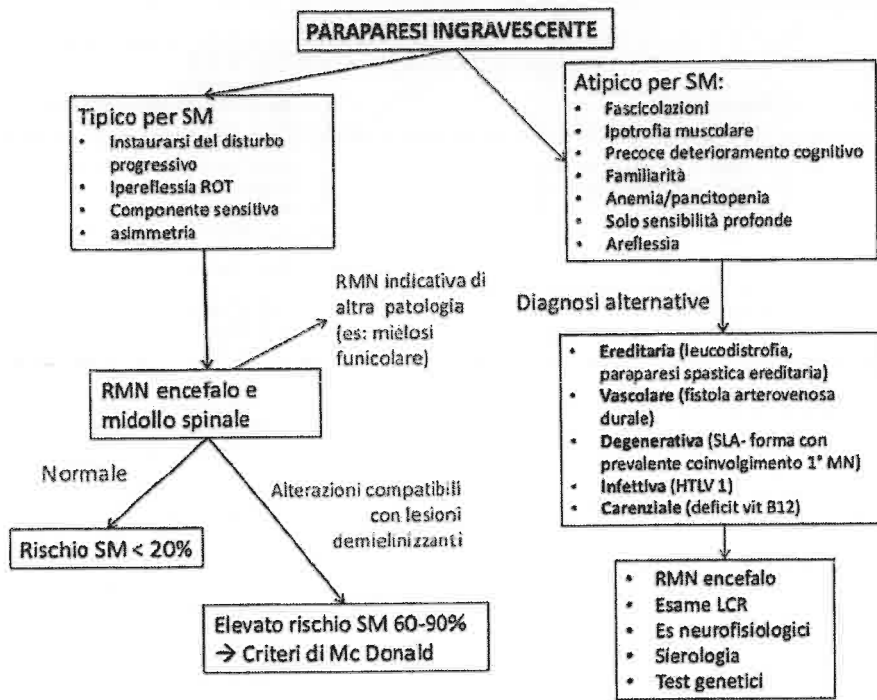 PARAPARESI INGRAVESCENTE
Tipico per SM
• Instaurarsi del disturbo
progressivo
• Ipereflessia ROT
• Componente sensitiva
• asimmetria
Atipico per SM:
• Fascicolazioni
• Ipotrofia muscolare
• Precoce deterioramento cognitivo
• Familiarità
• Anemia/pancitopenia
• Solo sensibilità profonde
• Areflessia
RMN indicativa di
altra patologia
(es: mielosi
funicolare)
Diagnosi alternative
RMN encefalo e
midollo spinale
• Ereditaria (leucodistrofia,
paraparesi spastica ereditaria)
• Vascolare (fistola arterovenosa
durale)
• Degenerativa (SLA- forma con
prevalente coinvolgimento 1° MN)
• Infettiva (HTLV 1)
• Carenziale (deficit vit B12)
Normale
Alterazioni compatibili
con lesioni
demielinizzanti
Rischio SM < 20%
Elevato rischio SM 60-90%
→ Criteri di Mc Donald
• RMN encefalo
• Esame LCR
• Es neurofisiologici
• Sierologia
• Test genetici